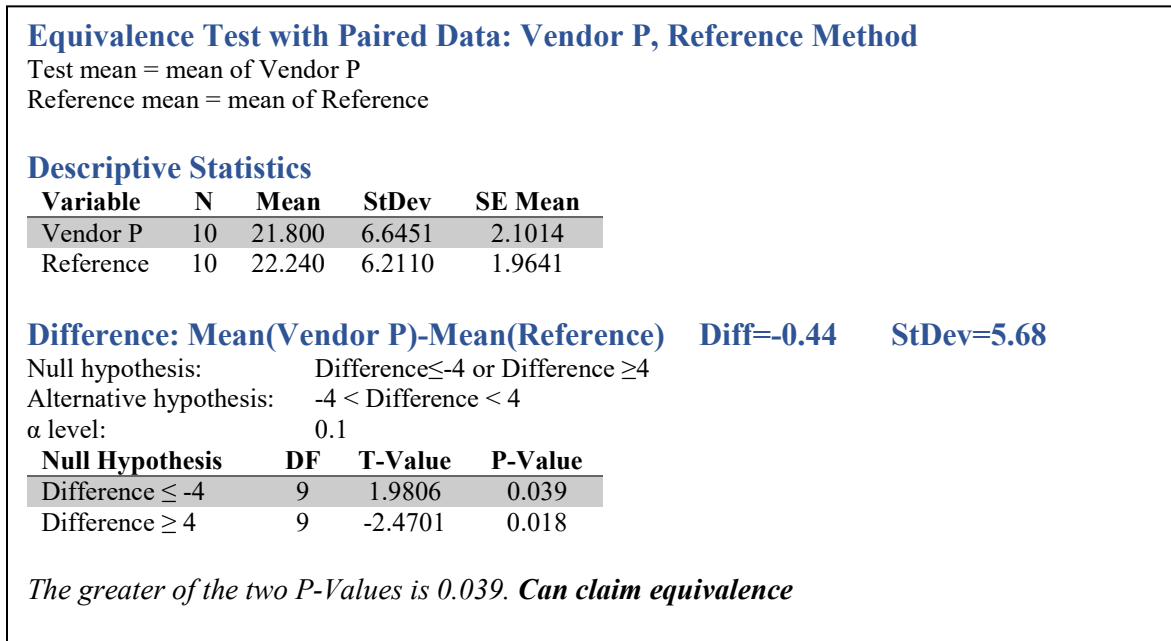 Equivalence Test with Paired Data: Vendor P, Reference Method
Test mean = mean of Vendor P
Reference mean = mean of Reference
Descriptive Statistics
Variable N Mean StDev SE Mean
Vendor P 10 21.800 6.6451 2.1014
Reference 10 22.240 6.2110 1.9641
Difference: Mean(Vendor P)-Mean(Reference) Diff=-0.44 StDev=5.68
Null hypothesis: Difference≤-4 or Difference ≥4
Alternative hypothesis: -4 < Difference < 4
α level: 0.1
Null Hypothesis DF T-Value P-Value
Difference ≤ -4 9 1.9806 0.039
Difference ≥ 4 9 -2.4701 0.018
The greater of the two P-Values is 0.039. Can claim equivalence